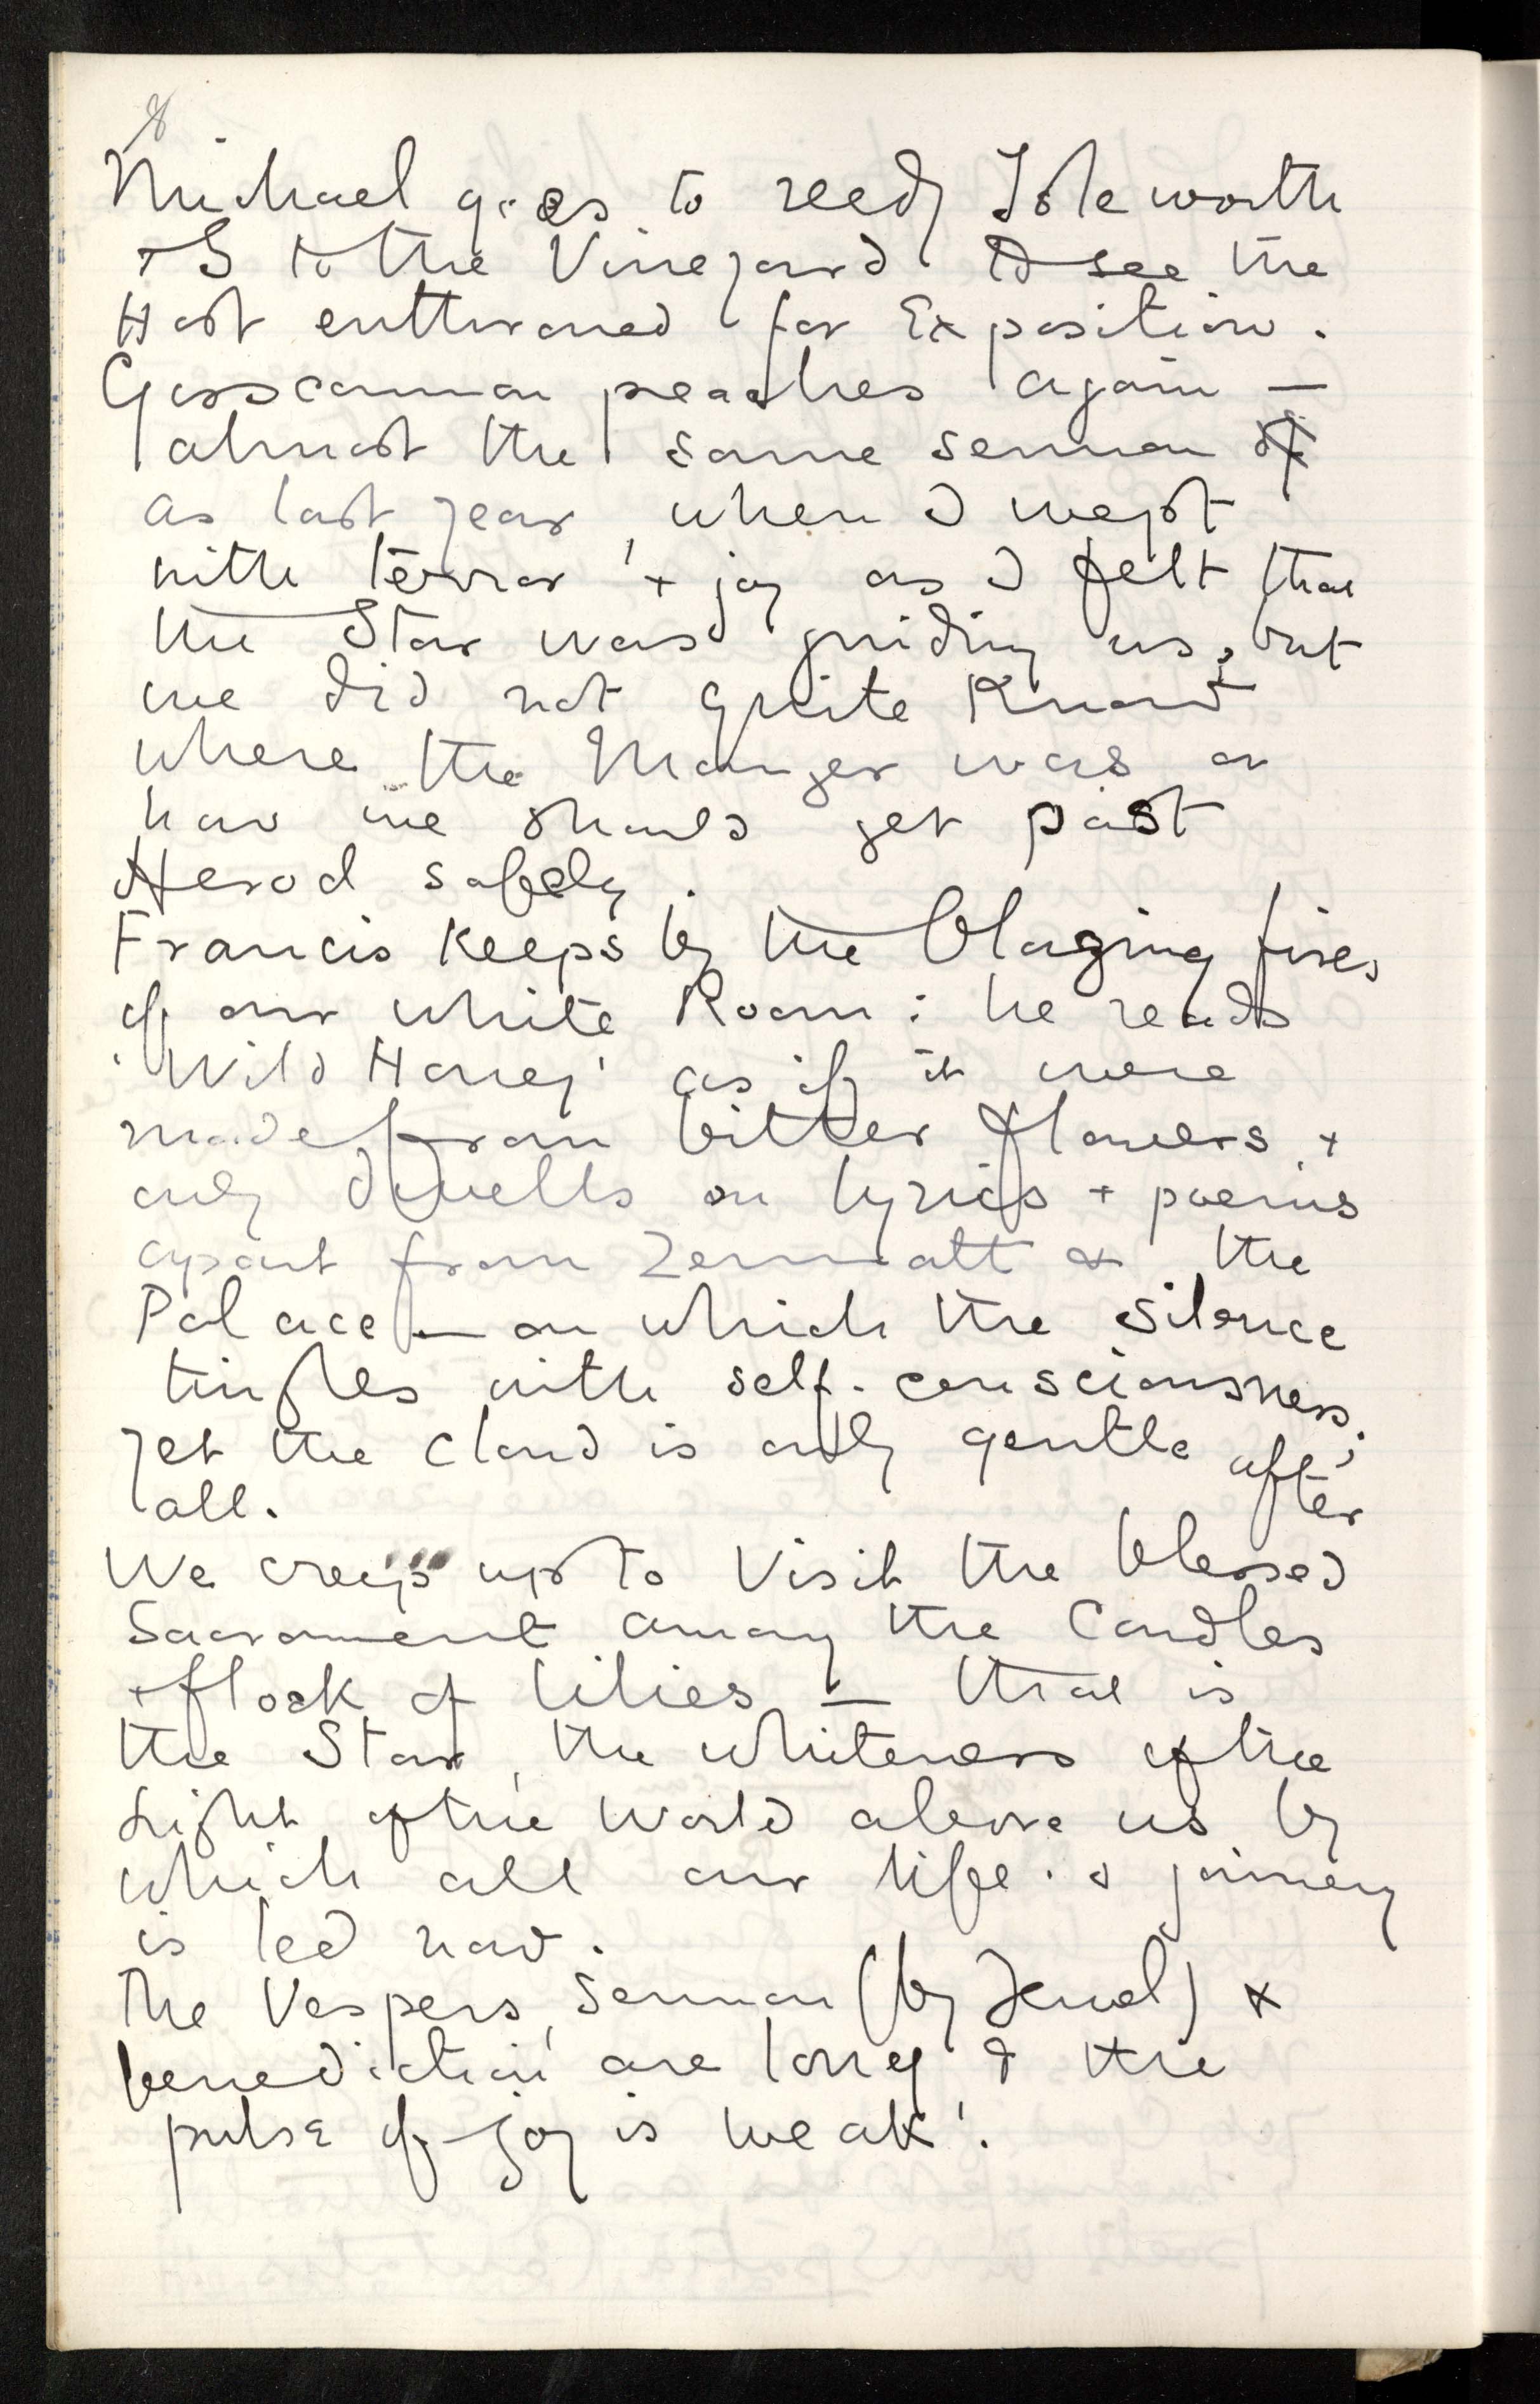 8
Michael goes to reedy Isleworth
+ I to the Vineyard to see the
Host enthroned for Exposition.
Gosscannon preaches again —
almost the same sermon
as last year, when I wept
with terror + joy as I felt that
the Star was guiding us, but
we did not quite know
where the Manger was or
how we should get past
Herod safely.
Francis keeps by the blazing fires
of our white Room: he reads
'Wild Honey' as if it were
made from bitter flowers, +
only dwells on lyrics + poems
apart from Zermatt or the
Palace — on which the silence
tingles with self-consciousness;
yet the cloud is only gentle after
all.
We creep up to Visit the blessed
Sacrament among the Candles
+ flock of lilies — that is
the Star, the whiteness of the
Light of the World above us by
which all our life & journey
is led now.
The Vespers, Sermon (by) &
benediction are long & the
pulse of joy is weak.